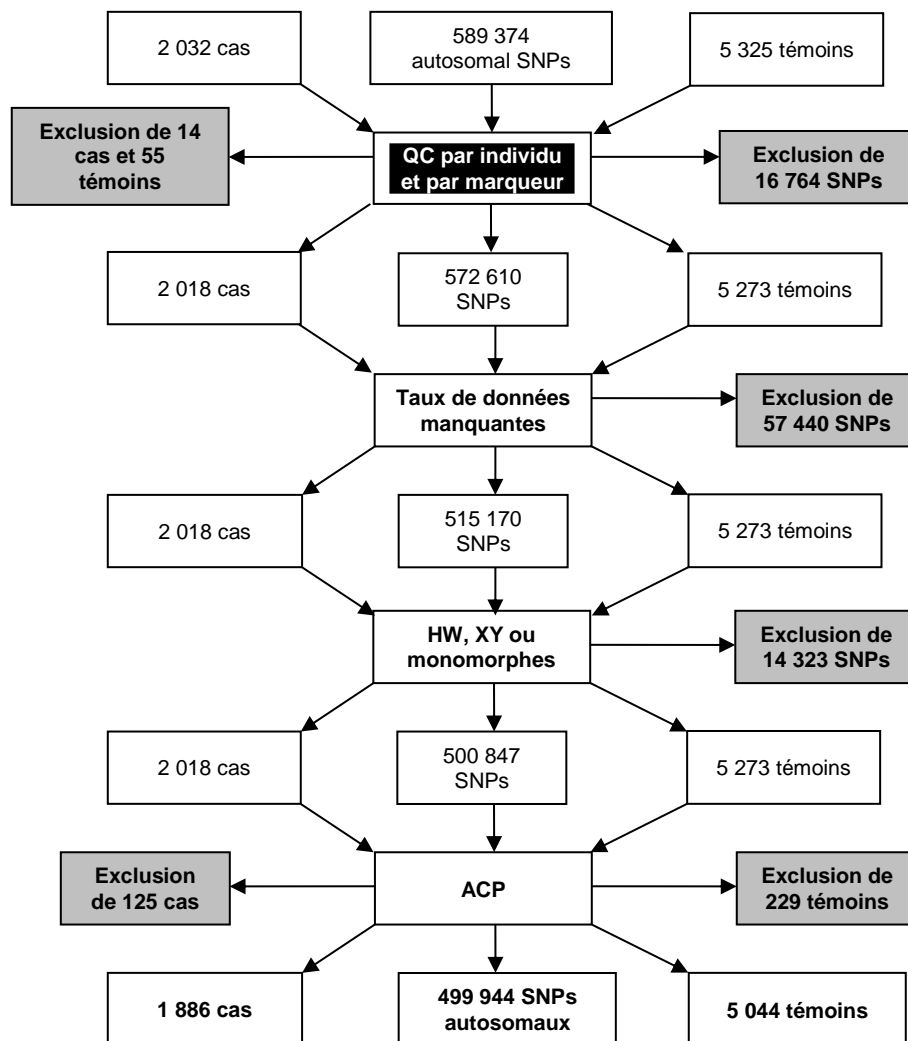 2 032 cas
589 374
autosomal SNPs
5 325 témoins
Exclusion de 14
cas et 55
témoins
QC par individu
et par marqueur
Exclusion de
16 764 SNPs
2 018 cas
572 610
SNPs
5 273 témoins
Taux de données
manquantes
Exclusion de
57 440 SNPs
2 018 cas
515 170
SNPs
5 273 témoins
HW, XY ou
monomorphes
Exclusion de
14 323 SNPs
2 018 cas
500 847
SNPs
5 273 témoins
Exclusion
de 125 cas
ACP
Exclusion de
229 témoins
1 886 cas
499 944 SNPs
autosomaux
5 044 témoins